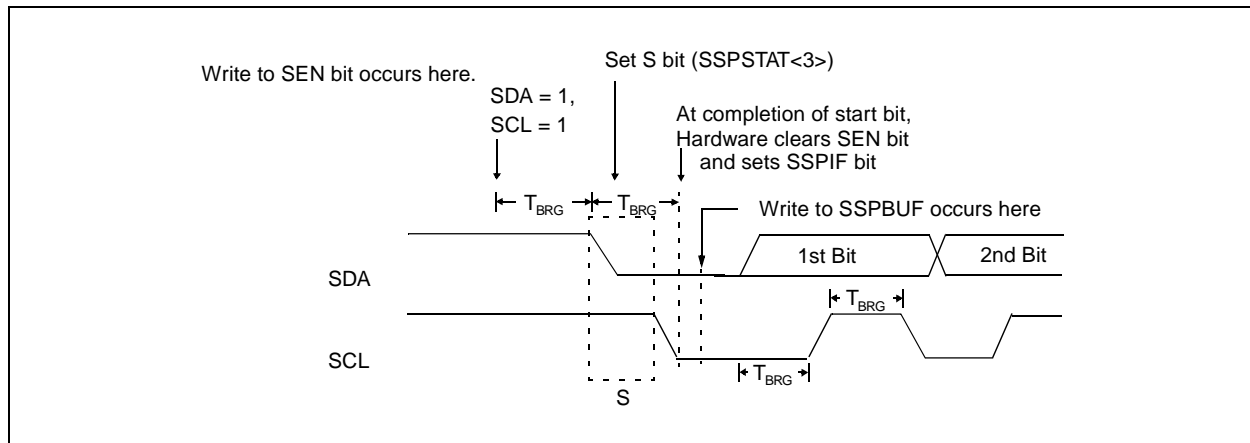 Write to SEN bit occurs here.
Set S bit (SSPSTAT<3>)
SDA = 1,
SCL = 1
At completion of start bit,
Hardware clears SEN bit
and sets SSPIF bit
TBRG
TBRG
Write to SSPBUF occurs here
SDA
1st Bit
2nd Bit
TBRG
SCL
TBRG
S